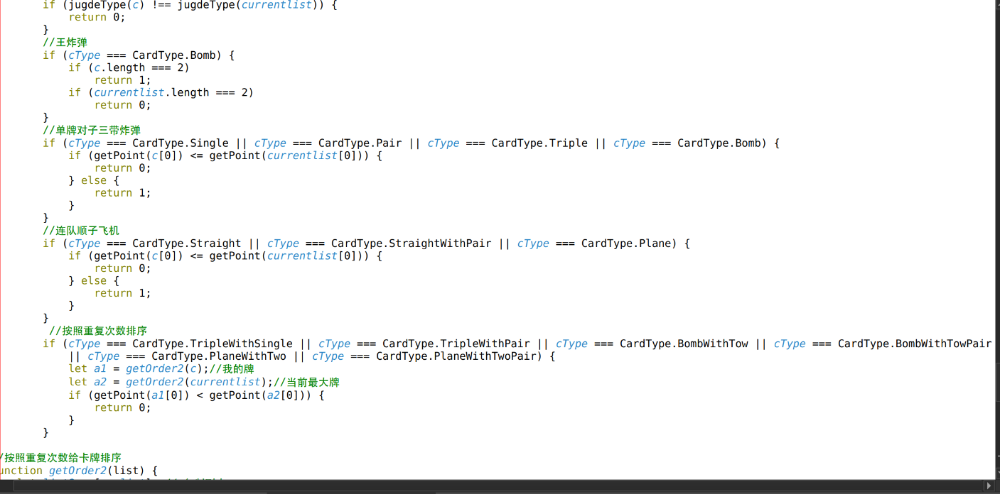 if (jugdeType(c) !== jugdeType(currentlist)) {
return 0;
}
//王炸弹
if (cType === CardType.Bomb) {
if (c.length === 2)
return 1;
if (currentlist.length === 2)
return 0;
}
//单牌对子三带炸弹
if (cType === CardType.Single || cType === CardType.Pair || cType === CardType.Triple || cType === CardType.Bomb) {
if (getPoint(c[0]) <= getPoint(currentlist[0])) {
return 0;
} else {
return 1;
}
}
//连队顺子飞机
if (cType === CardType.Straight || cType === CardType.StraightWithPair || cType === CardType.Plane) {
if (getPoint(c[0]) <= getPoint(currentlist[0])) {
return 0;
} else {
return 1;
}
}
//按照重复次数排序
if (cType === CardType.TripleWithSingle || cType === CardType.TripleWithPair || cType === CardType.BombWithTow || cType === CardType.BombWithTowPair
|| cType === CardType.PlaneWithTwo || cType === CardType.PlaneWithTwoPair) {
let a1 = getOrder2(c);//我的牌
let a2 = getOrder2(currentlist);//当前最大牌
if (getPoint(a1[0]) < getPoint(a2[0])) {
return 0;
}
}
/按照重复次数给卡牌排序
unction getOrder2(list) {